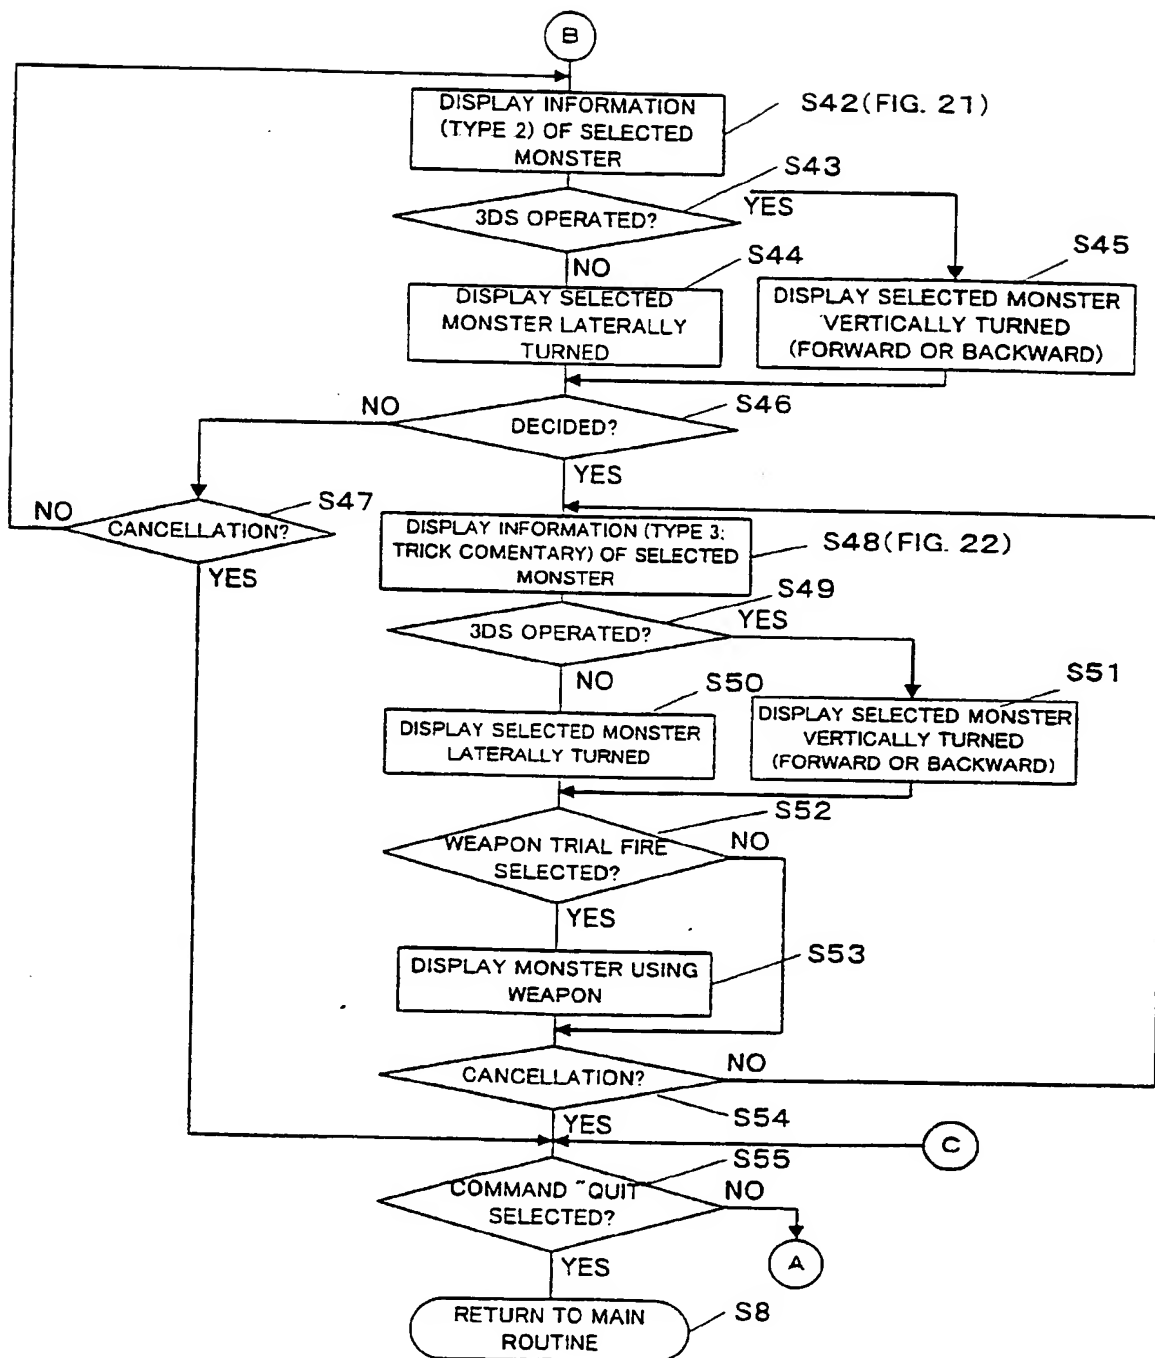 B
DISPLAY INFORMATION
(TYPE 2) OF SELECTED
MONSTER
S42(FIG. 21)
S43
3DS OPERATED?
YES
NO
S44
DISPLAY SELECTED
MONSTER LATERALLY
TURNED
S45
DISPLAY SELECTED MONSTER
VERTICALLY TURNED
(FORWARD OR BACKWARD)
S46
DECIDED?
NO
YES
S47
CANCELLATION?
NO
YES
DISPLAY INFORMATION (TYPE 3:
TRICK COMENTARY) OF SELECTED
MONSTER
S48(FIG. 22)
S49
3DS OPERATED?
YES
NO
S50
DISPLAY SELECTED MONSTER
LATERALLY TURNED
S51
DISPLAY SELECTED MONSTER
VERTICALLY TURNED
(FORWARD OR BACKWARD)
S52
WEAPON TRIAL FIRE
SELECTED?
NO
YES
S53
DISPLAY MONSTER USING
WEAPON
CANCELLATION?
NO
S54
YES
C
S55
COMMAND "QUIT
SELECTED?
NO
A
YES
RETURN TO MAIN
ROUTINE
S8